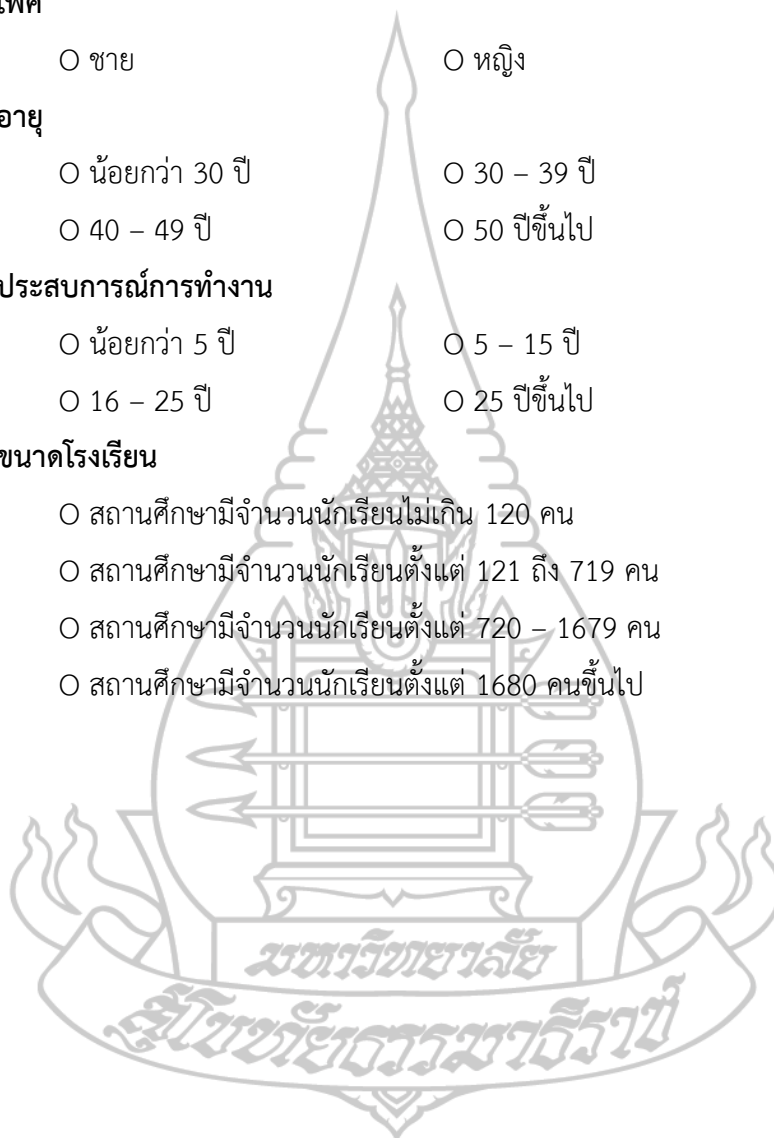 เพศ
O ชาย O หญิง
อายุ
O น้อยกว่า 30 ปี O 30 – 39 ปี
O 40 – 49 ปี O 50 ปีขึ้นไป
ประสบการณ์การทำงาน
O น้อยกว่า 5 ปี O 5 – 15 ปี
O 16 – 25 ปี O 25 ปีขึ้นไป
ขนาดโรงเรียน
O สถานศึกษามีจำนวนนักเรียนไม่เกิน 120 คน
O สถานศึกษามีจำนวนนักเรียนตั้งแต่ 121 ถึง 719 คน
O สถานศึกษามีจำนวนนักเรียนตั้งแต่ 720 – 1679 คน
O สถานศึกษามีจำนวนนักเรียนตั้งแต่ 1680 คนขึ้นไป
มหาวิทยาลัย
สุโขทัยธรรมาธิราช